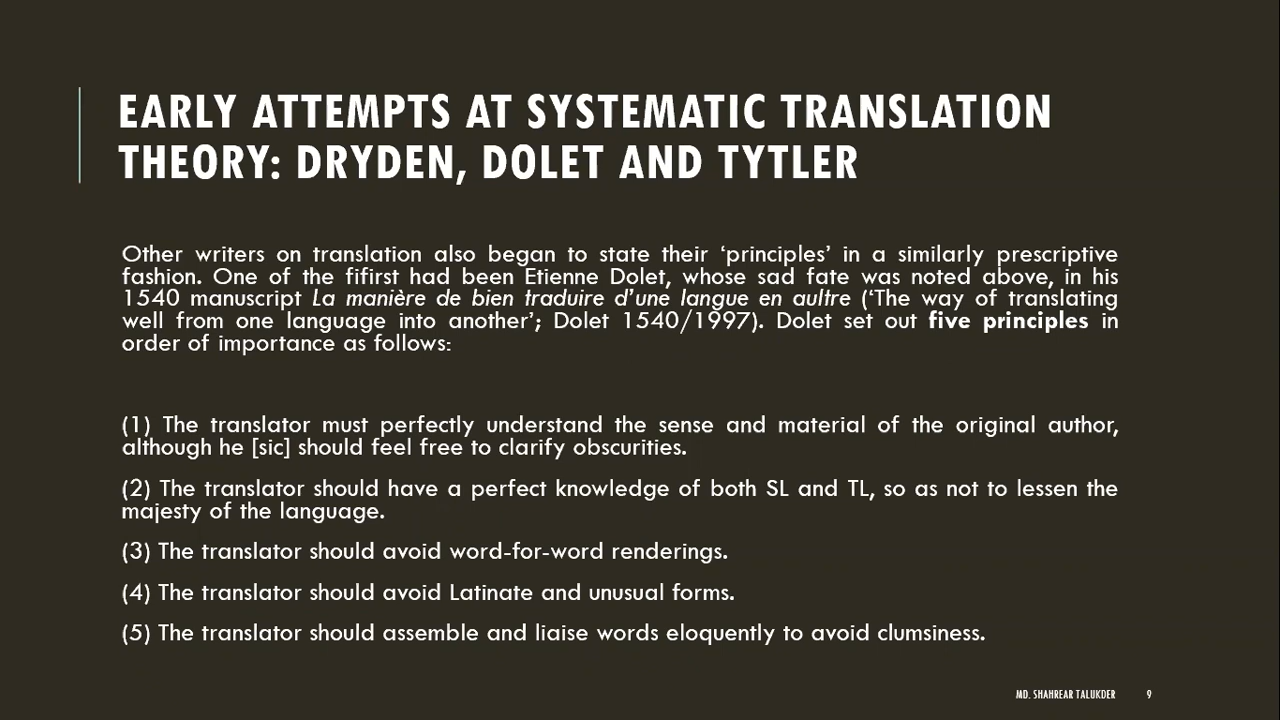 EARLY ATTEMPTS AT SYSTEMATIC TRANSLATION
THEORY: DRYDEN, DOLET AND TYTLER
Other writers on translation also began to state their ‘principles’ in a similarly prescriptive
fashion. One of the fifirst had been Etienne Dolet, whose sad fate was noted above, in his
1540 manuscript La manière de bien traduire d’une langue en aultre (‘The way of translating
well from one language into another’; Dolet 1540/1997). Dolet set out five principles in
order of importance as follows:
(1) The translator must perfectly understand the sense and material of the original author,
although he [sic] should feel free to clarify obscurities.
(2) The translator should have a perfect knowledge of both SL and TL, so as not to lessen the
majesty of the language.
(3) The translator should avoid word-for-word renderings.
(4) The translator should avoid Latinate and unusual forms.
(5) The translator should assemble and liaise words eloquently to avoid clumsiness.
MD. SHAHREAR TALUKDER 9